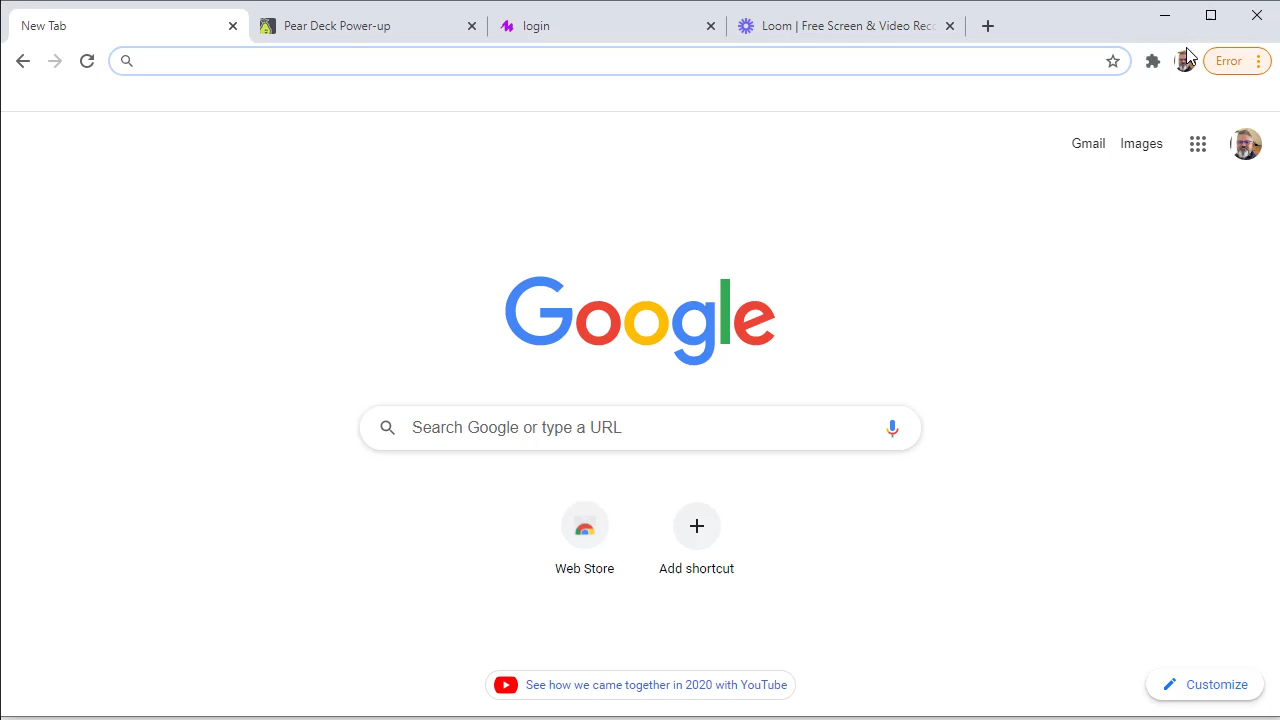 New Tab
Pear Deck Power-up
login
Loom | Free Screen & Video Rec
Error
Gmail
Images
Google
Search Google or type a URL
Web Store
Add shortcut
See how we came together in 2020 with YouTube
Customize